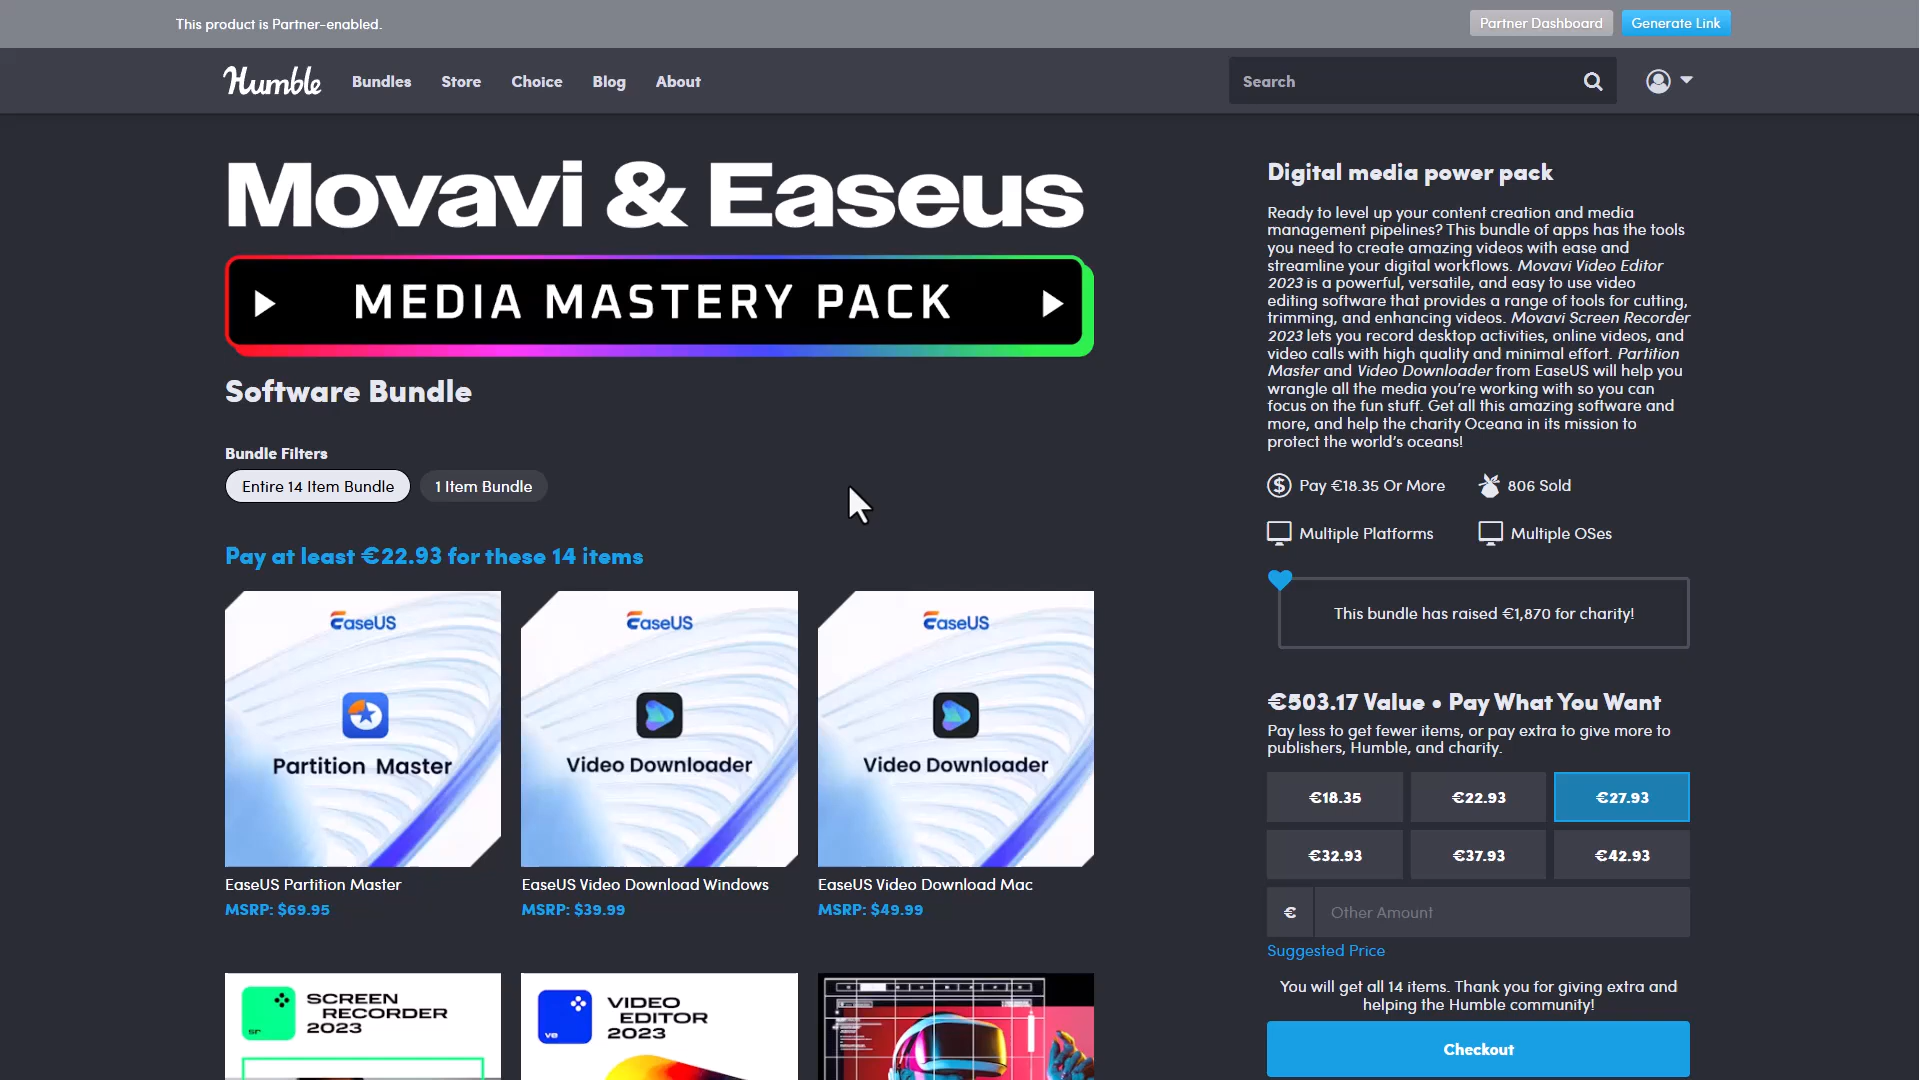 This product is Partner-enabled.
Partner Dashboard
Generate Link
Humble
Bundles
Store
Choice
Blog
About
Search
Movavi & Easeus
MEDIA MASTERY PACK
Software Bundle
Bundle Filters
Entire 14 Item Bundle
1 Item Bundle
Pay at least €22.93 for these 14 items
EaseUS
Partition Master
EaseUS Partition Master
MSRP: $69.95
EaseUS
Video Downloader
EaseUS Video Download Windows
MSRP: $39.99
EaseUS
Video Downloader
EaseUS Video Download Mac
MSRP: $49.99
sr
SCREEN
RECORDER
2023
ve
VIDEO
EDITOR
2023
Digital media power pack
Ready to level up your content creation and media
management pipelines? This bundle of apps has the tools
you need to create amazing videos with ease and
streamline your digital workflows. Movavi Video Editor
2023 is a powerful, versatile, and easy to use video
editing software that provides a range of tools for cutting,
trimming, and enhancing videos. Movavi Screen Recorder
2023 lets you record desktop activities, online videos, and
video calls with high quality and minimal effort. Partition
Master and Video Downloader from EaseUS will help you
wrangle all the media you’re working with so you can
focus on the fun stuff. Get all this amazing software and
more, and help the charity Oceana in its mission to
protect the world’s oceans!
Pay €18.35 Or More
806 Sold
Multiple Platforms
Multiple OSes
This bundle has raised €1,870 for charity!
€503.17 Value • Pay What You Want
Pay less to get fewer items, or pay extra to give more to
publishers, Humble, and charity.
€18.35
€22.93
€27.93
€32.93
€37.93
€42.93
€
Other Amount
Suggested Price
You will get all 14 items. Thank you for giving extra and
helping the Humble community!
Checkout